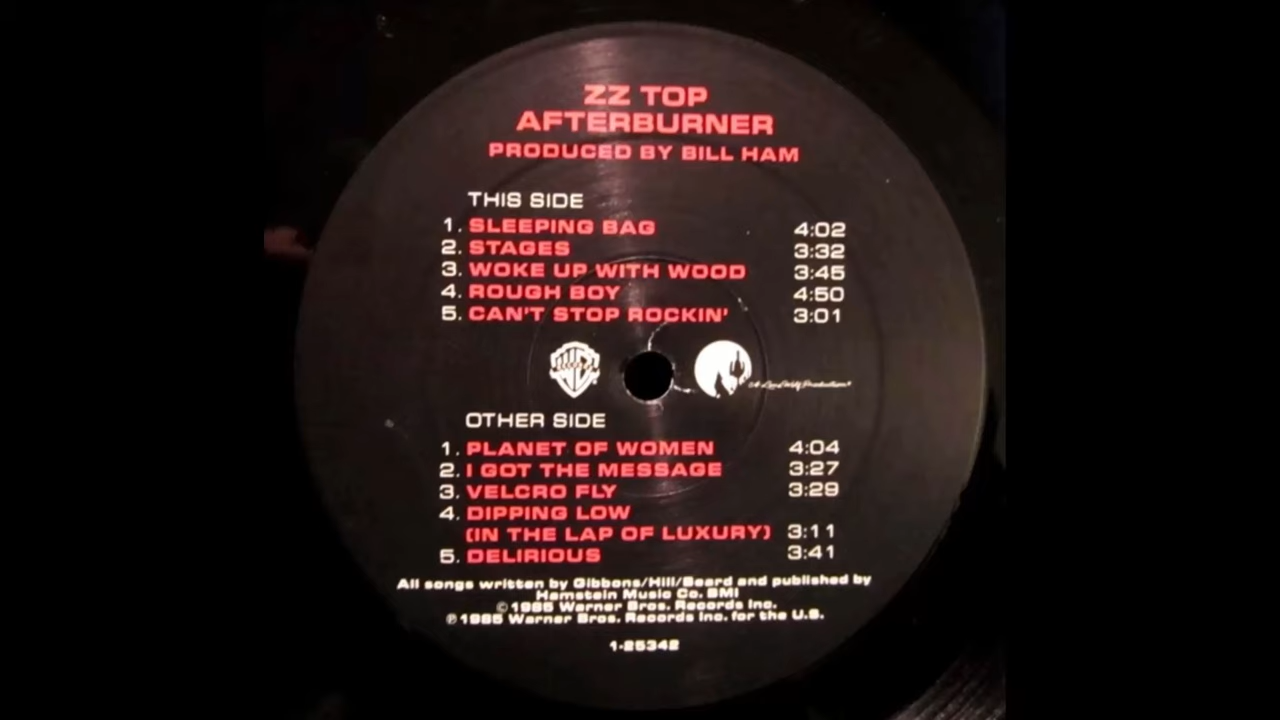 ZZ TOP
AFTERBURNER
PRODUCED BY BILL HAM
THIS SIDE
1. SLEEPING BAG 4:02
2. STAGES 3:32
3. WOKE UP WITH WOOD 3:45
4. ROUGH BOY 4:50
5. CAN'T STOP ROCKIN' 3:01
A Lone Wolf Production
OTHER SIDE
1. PLANET OF WOMEN 4:04
2. I GOT THE MESSAGE 3:27
3. VELCRO FLY 3:29
4. DIPPING LOW
(IN THE LAP OF LUXURY) 3:11
5. DELIRIOUS 3:41
All songs written by Gibbons/Hill/Beard and published by
Hamstein Music Co. BMI
©1985 Warner Bros. Records Inc.
℗1985 Warner Bros. Records Inc. for the U.S.
1-25342